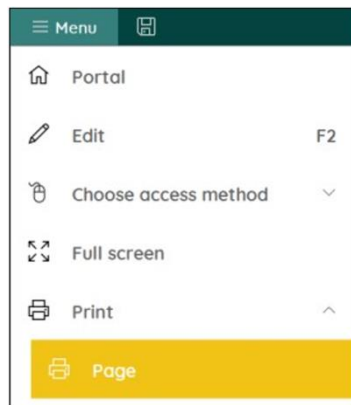 Menu
Portal
Edit F2
Choose access method
Full screen
Print
Page